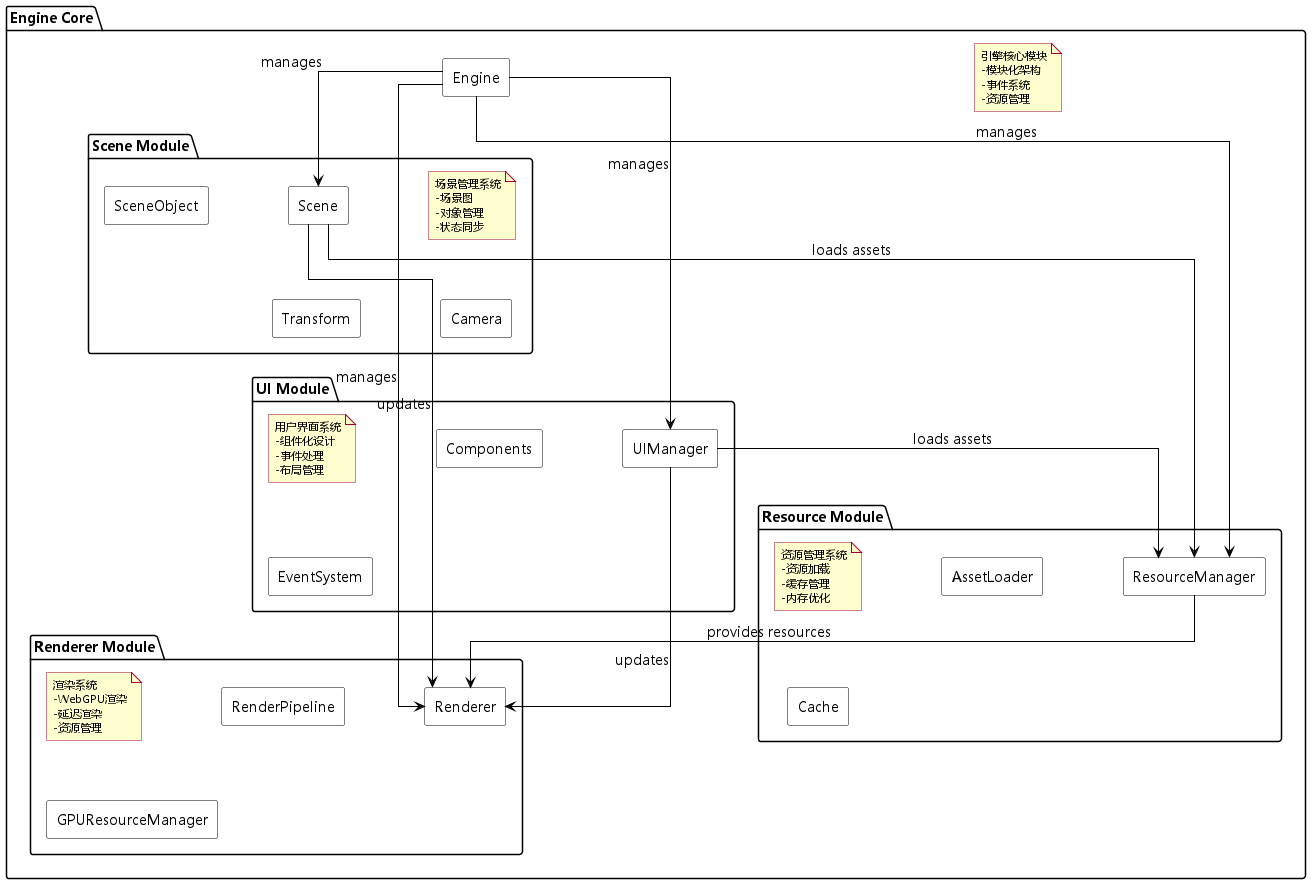 Engine Core
manages
Engine
引擎核心模块
-模块化架构
-事件系统
-资源管理
manages
Scene Module
manages
SceneObject
Scene
场景管理系统
-场景图
-对象管理
-状态同步
loads assets
Transform
Camera
manages
UI Module
updates
用户界面系统
-组件化设计
-事件处理
-布局管理
Components
UIManager
loads assets
Resource Module
EventSystem
资源管理系统
-资源加载
-缓存管理
-内存优化
AssetLoader
ResourceManager
provides resources
Renderer Module
updates
渲染系统
-WebGPU渲染
-延迟渲染
-资源管理
RenderPipeline
Renderer
Cache
GPUResourceManager